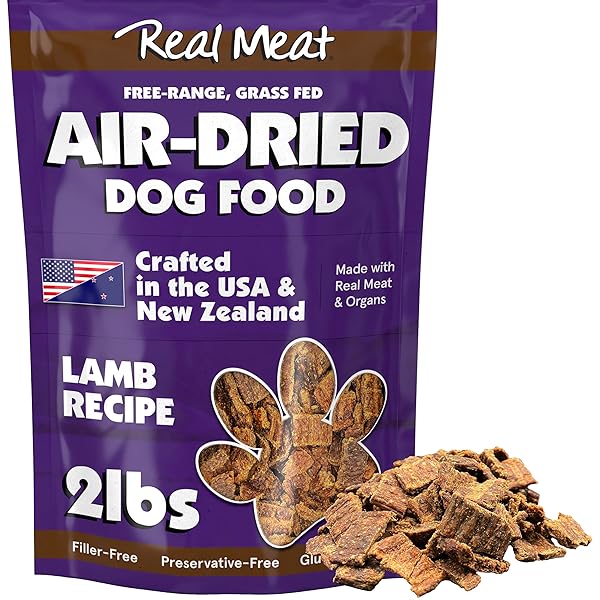 Real Meat
FREE-RANGE, GRASS FED
AIR-DRIED
DOG FOOD
Crafted
in the USA &
New Zealand
Made with
Real Meat
& Organs
LAMB
RECIPE
2lbs
Filler-Free Preservative-Free